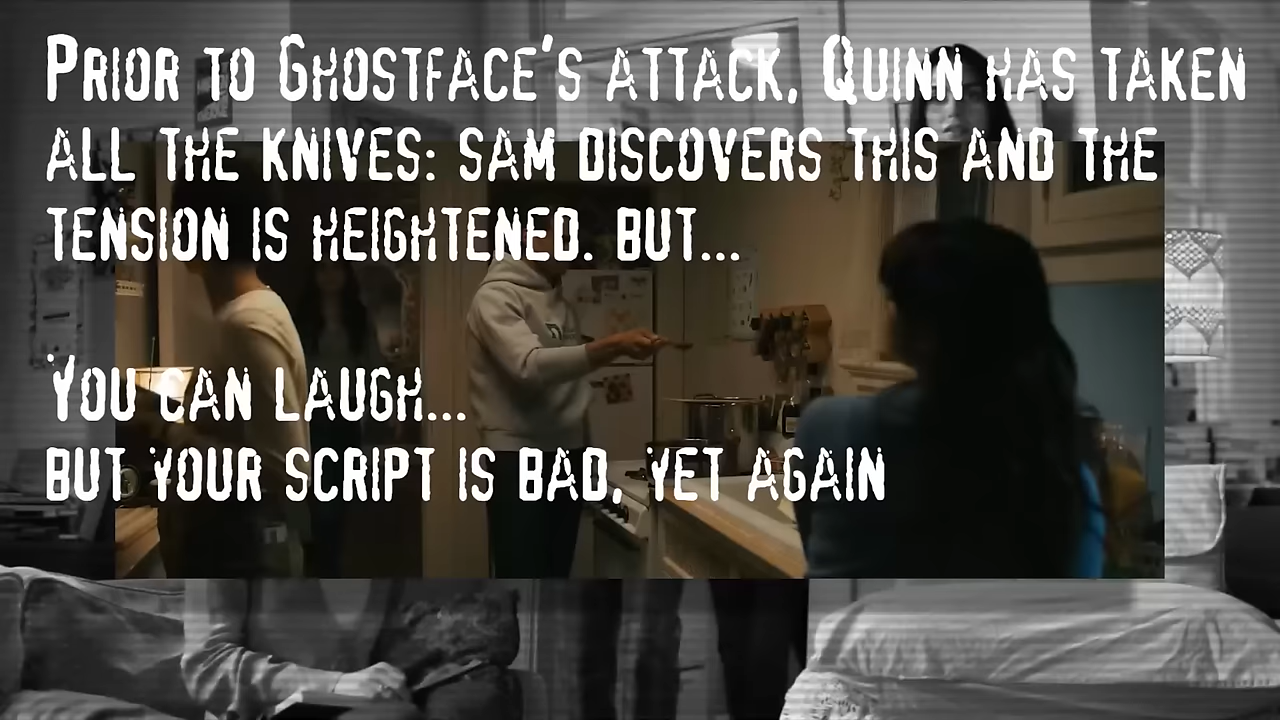 Prior to Ghostface's attack, Quinn has taken
all the knives: Sam discovers this and the
tension is heightened. But...
You can laugh...
but your script is bad, yet again